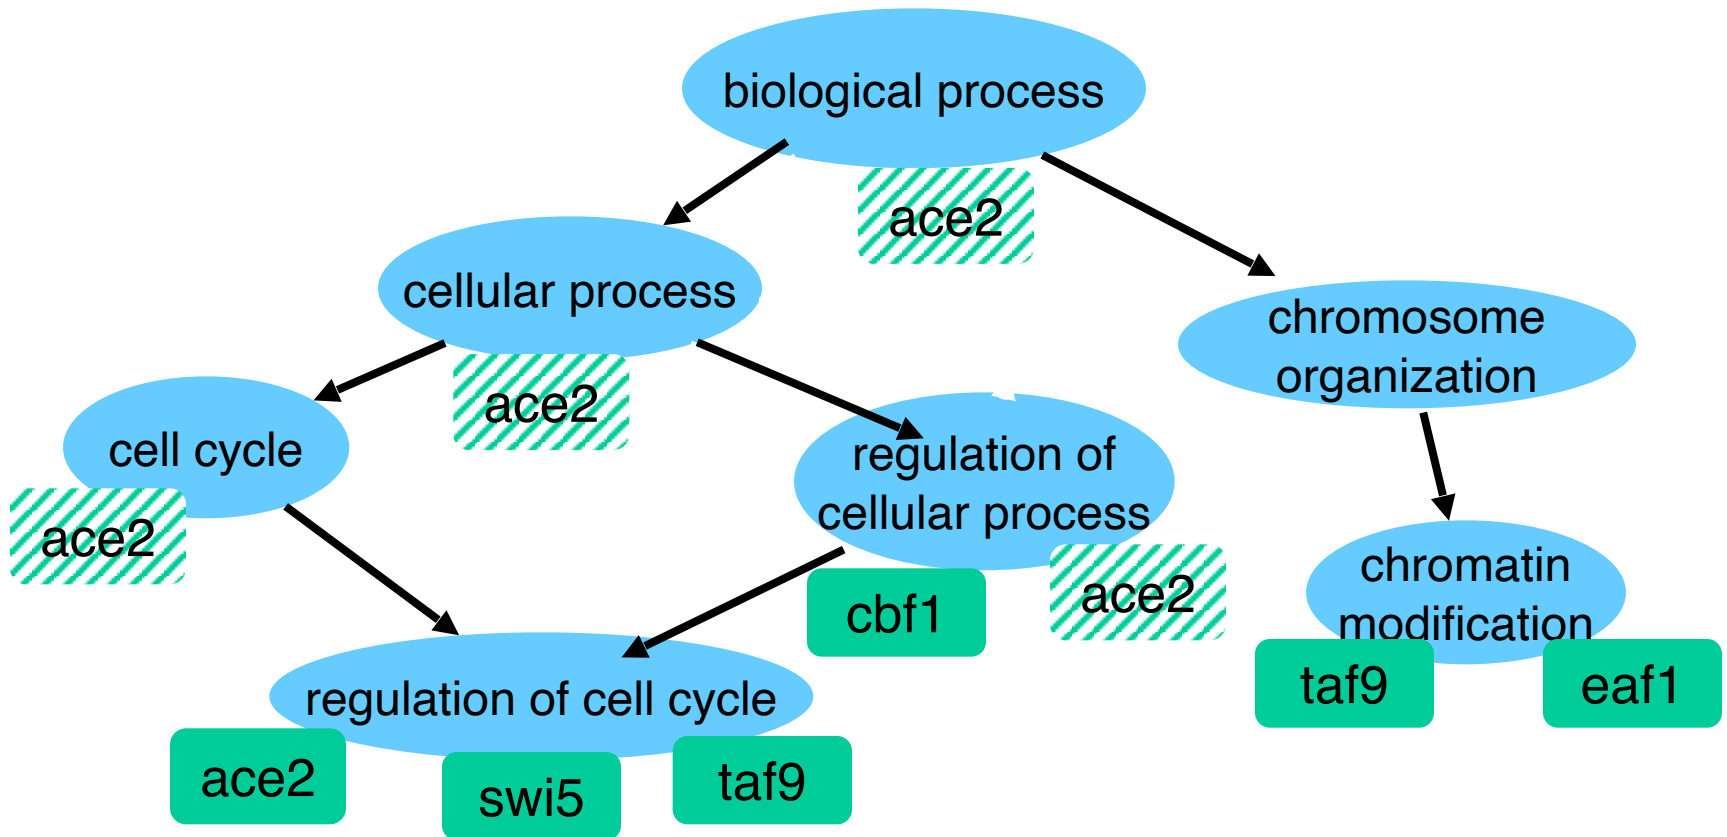 biological process
ace2
cellular process
ace2
chromosome
organization
cell cycle
ace2
regulation of
cellular process
cbf1
ace2
chromatin
modification
taf9
eaf1
regulation of cell cycle
ace2
swi5
taf9